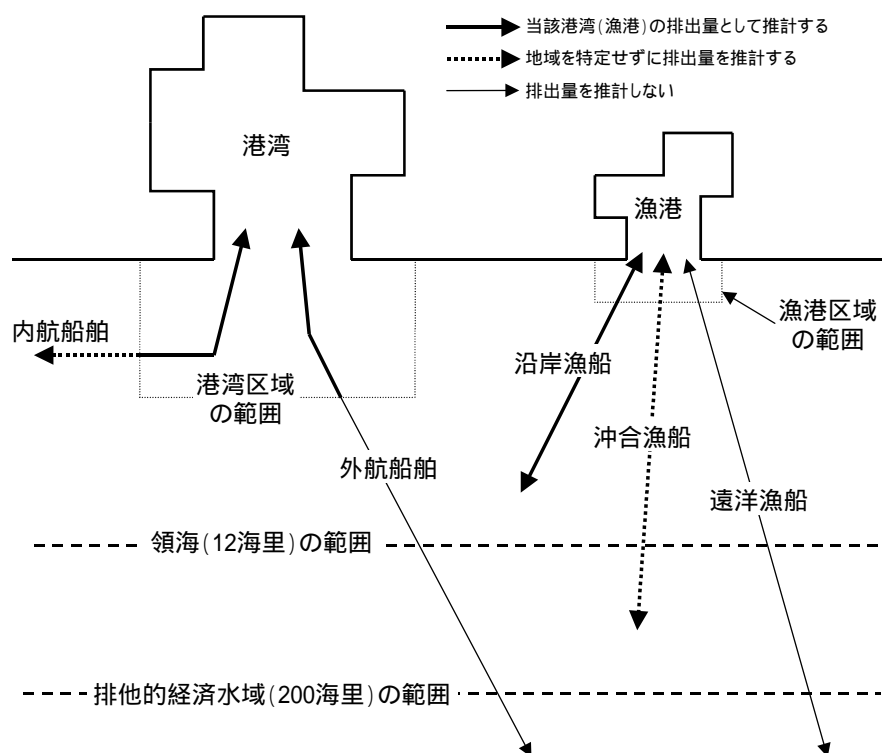 当該港湾(漁港)の排出量として推計する
地域を特定せずに排出量を推計する
排出量を推計しない
港湾
漁港
内航船舶
港湾区域
の範囲
漁港区域
の範囲
沿岸漁船
沖合漁船
外航船舶
遠洋漁船
領海(12海里)の範囲
排他的経済水域(200海里)の範囲